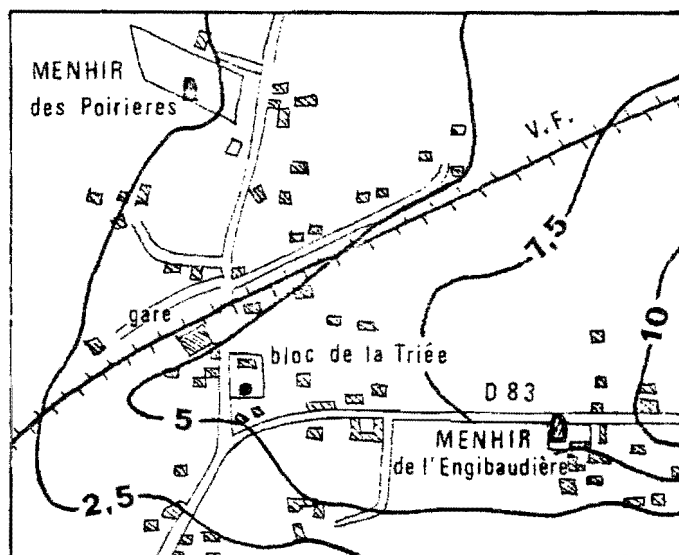 MENHIR
des Poirieres
V.F.
7,5
gare
bloc de la Triée
10
D 83
5
MENHIR
de l'Engibaudière
2,5